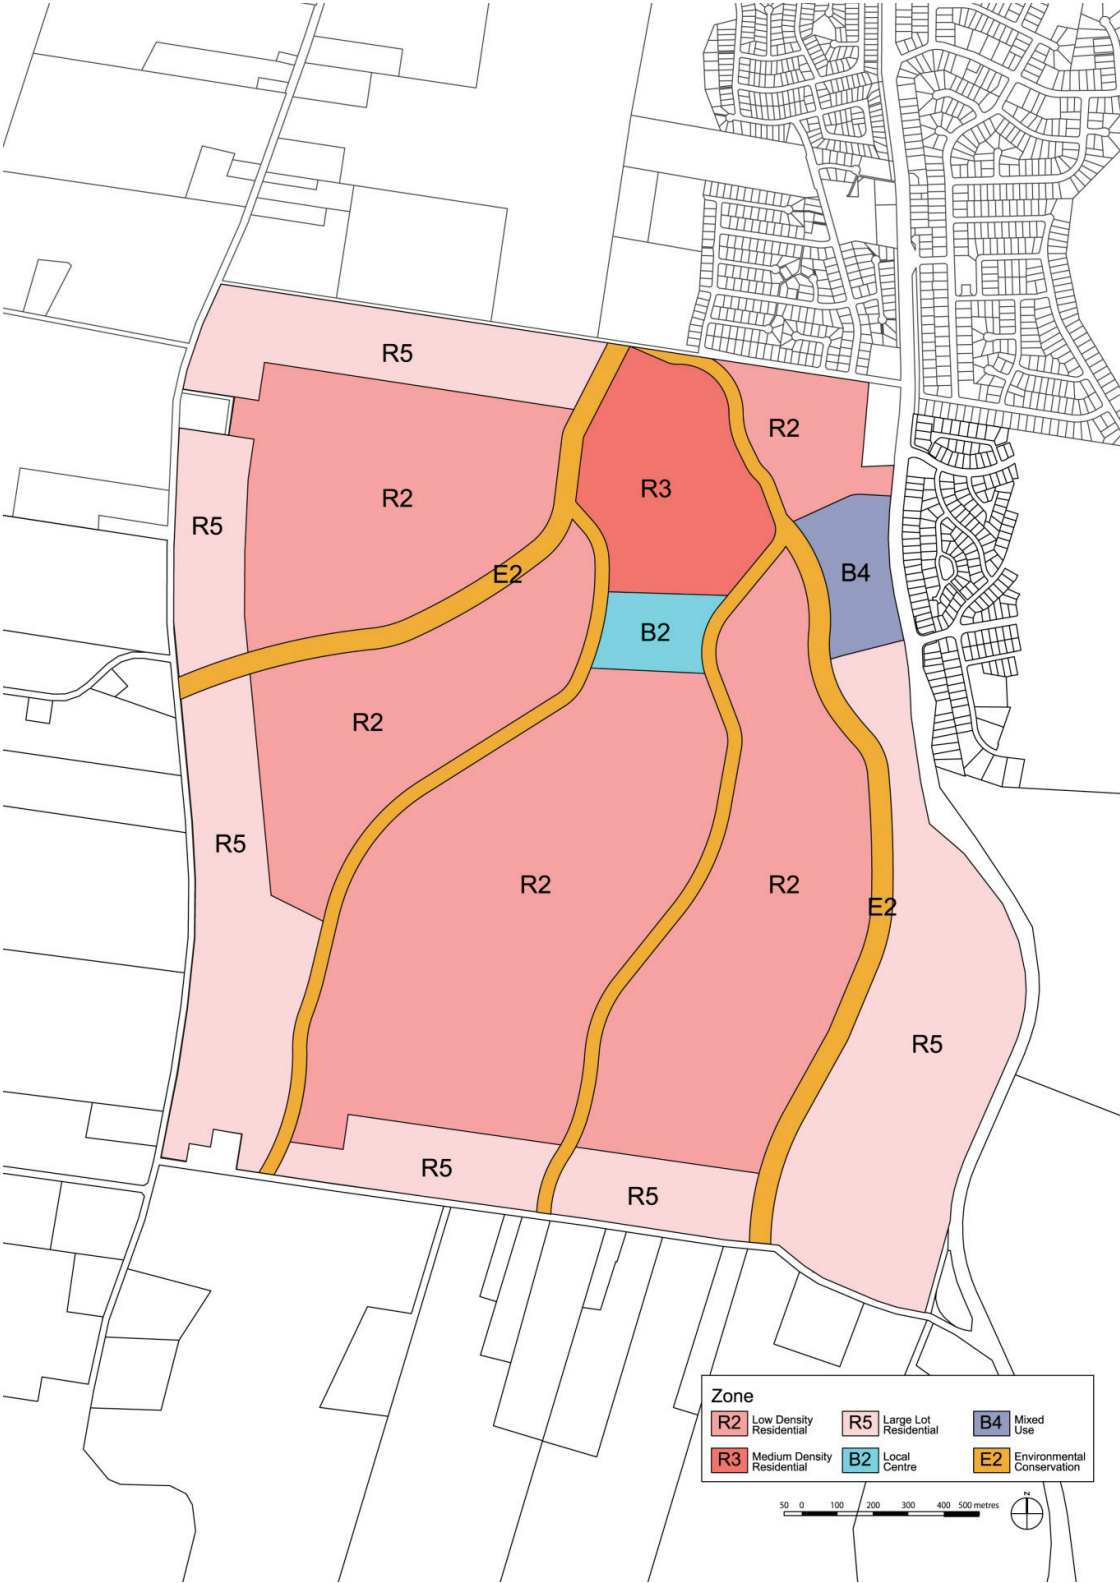 R5
R2
R2
R3
R5
E2
B4
B2
R2
R5
R2
R2
E2
R5
R5
R5
Zone
R2 Low Density Residential
R5 Large Lot Residential
B4 Mixed Use
R3 Medium Density Residential
B2 Local Centre
E2 Environmental Conservation
50 0 100 200 300 400 500 metres
N